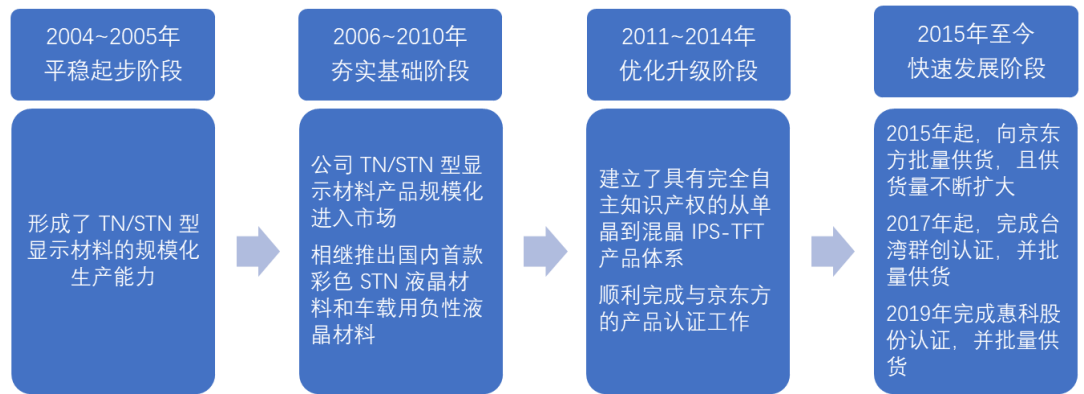 2004~2005年
平稳起步阶段
形成了 TN/STN 型
显示材料的规模化
生产能力
2006~2010年
夯实基础阶段
公司 TN/STN 型显
示材料产品规模化
进入市场
相继推出国内首款
彩色 STN 液晶材
料和车载用负性液
晶材料
2011~2014年
优化升级阶段
建立了具有完全自
主知识产权的从单
晶到混晶 IPS-TFT
产品体系
顺利完成与京东方
的产品认证工作
2015年至今
快速发展阶段
2015年起，向京东
方批量供货，且供
货量不断扩大
2017年起，完成台
湾群创认证，并批
量供货
2019年完成惠科股
份认证，并批量供
货